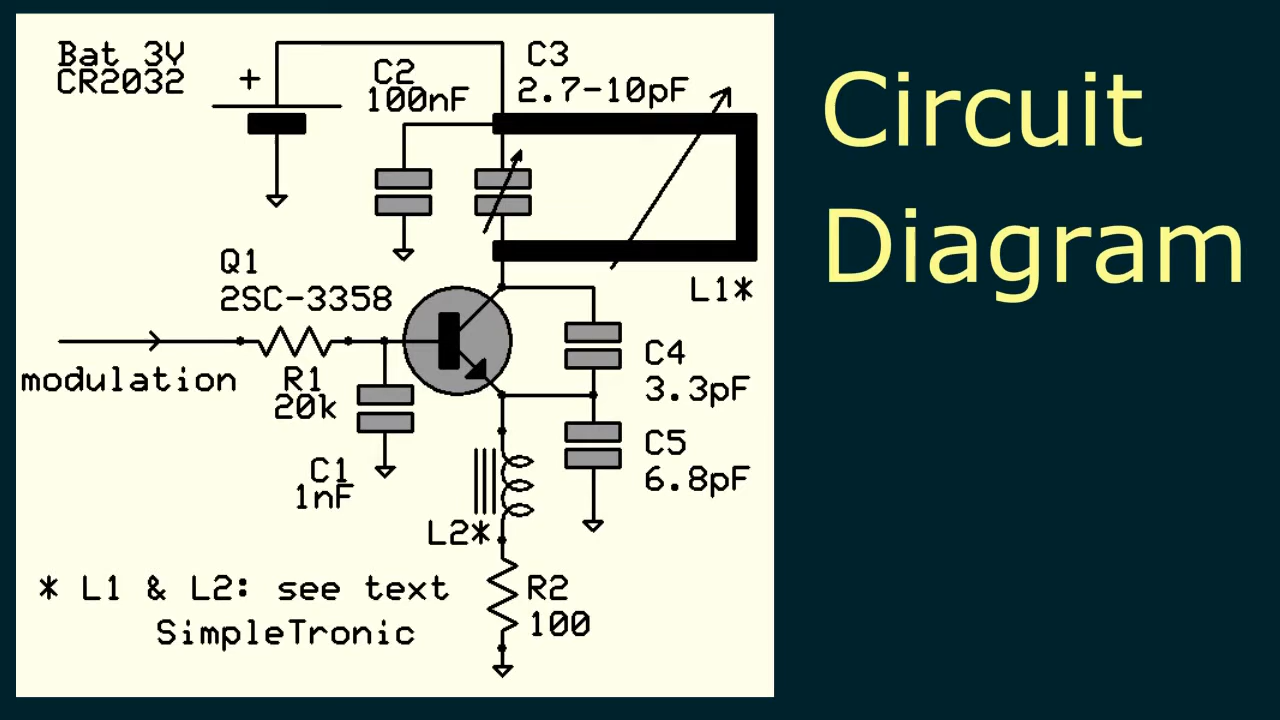 Bat 3V
CR2032
+
C2
100nF
C3
2.7-10pF
Circuit
Diagram
Q1
2SC-3358
L1*
modulation
R1
20k
C4
3.3pF
C1
1nF
C5
6.8pF
L2*
* L1 & L2: see text
SimpleTronic
R2
100